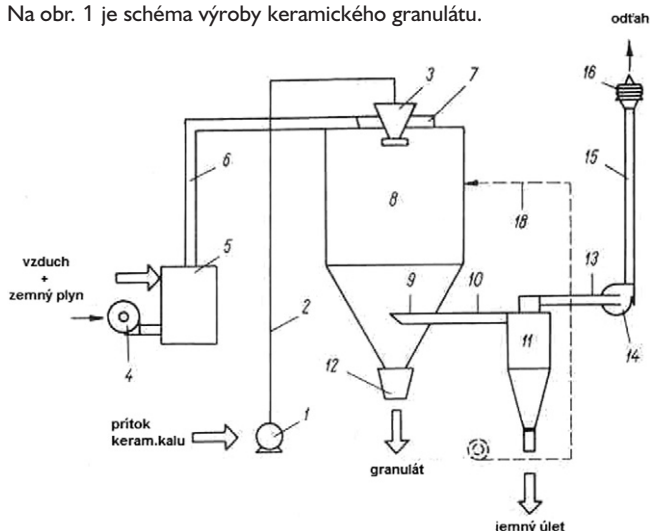 Na obr. 1 je schéma výroby keramického granulátu.
odťah
16
3
7
15
6
8
18
5
vzduch
+
zemný plyn
13
9
10
4
2
11
14
12
1
prítok
keram.kalu
granulát
jemný úlet